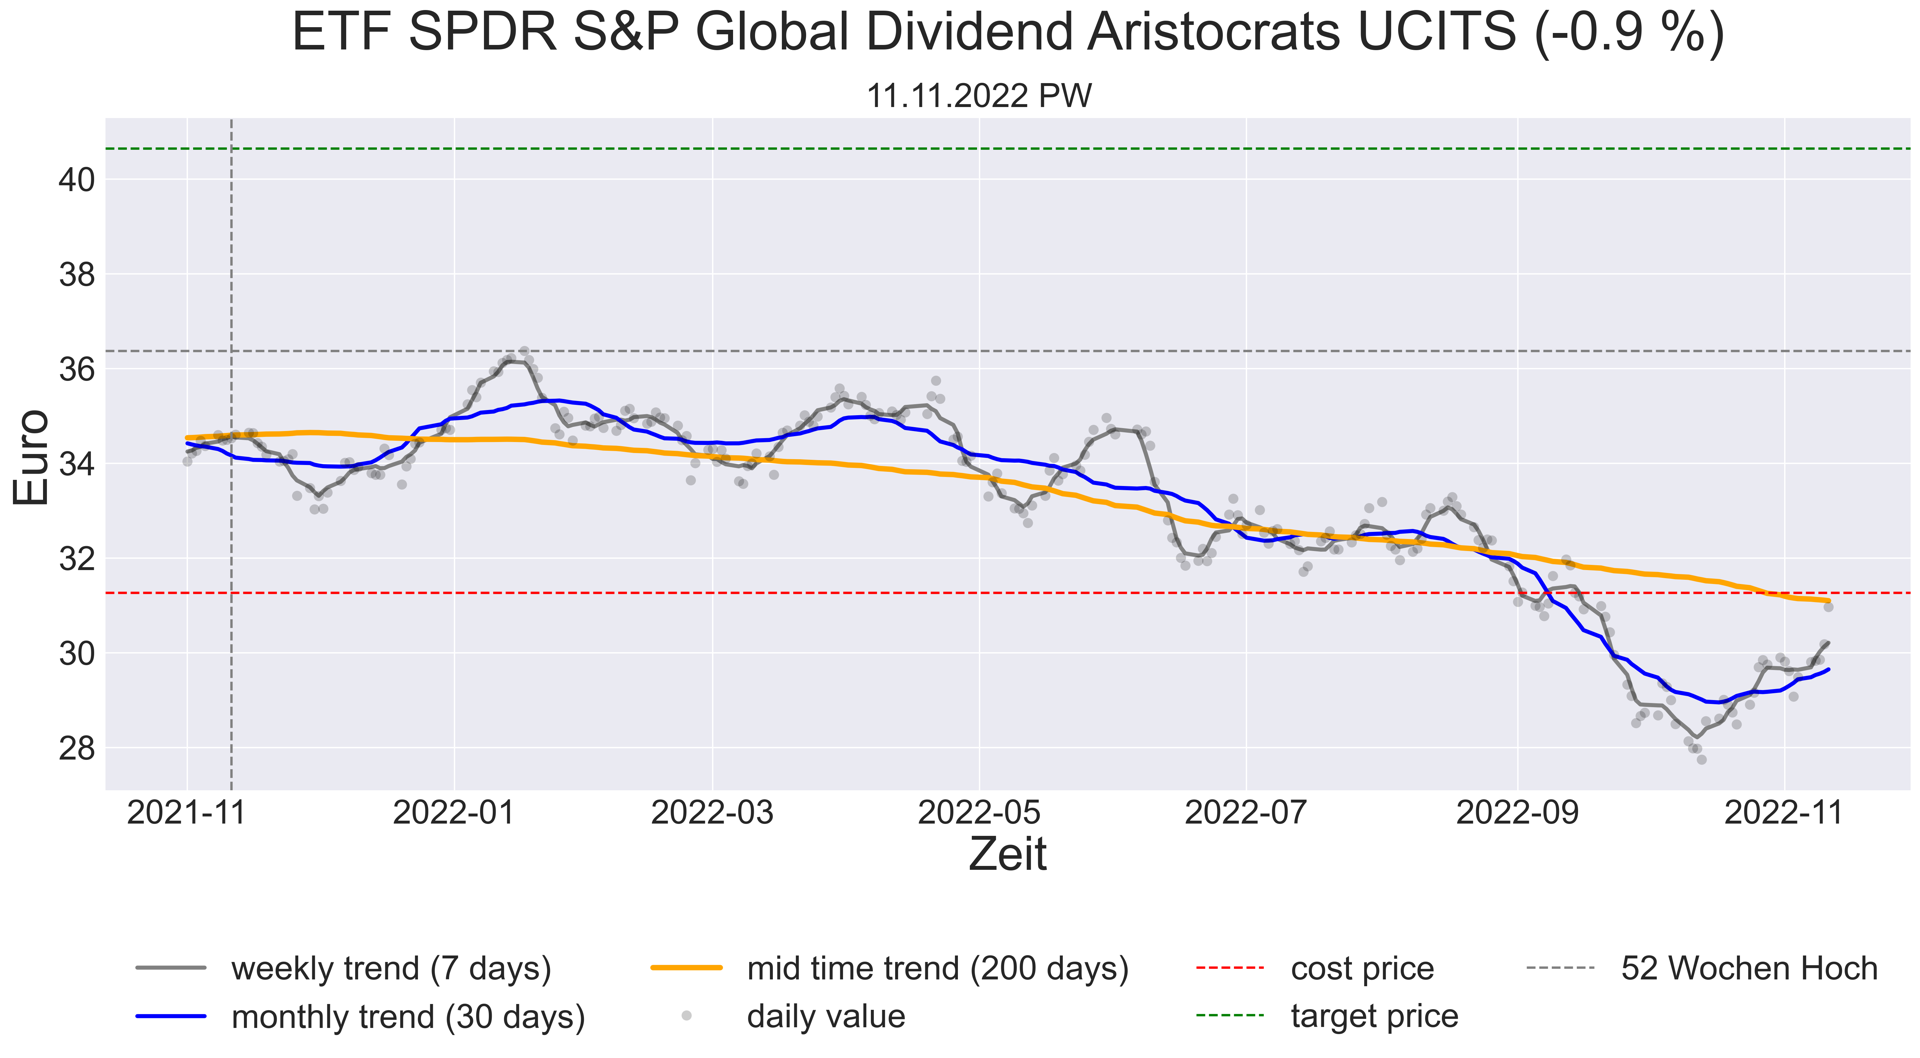 ETF SPDR S&P Global Dividend Aristocrats UCITS (-0.9 %)
11.11.2022 PW
40
38
36
34
32
30
28
Euro
2021-11 2022-01 2022-03 2022-05 2022-07 2022-09 2022-11
Zeit
weekly trend (7 days) mid time trend (200 days) cost price 52 Wochen Hoch
monthly trend (30 days) daily value target price